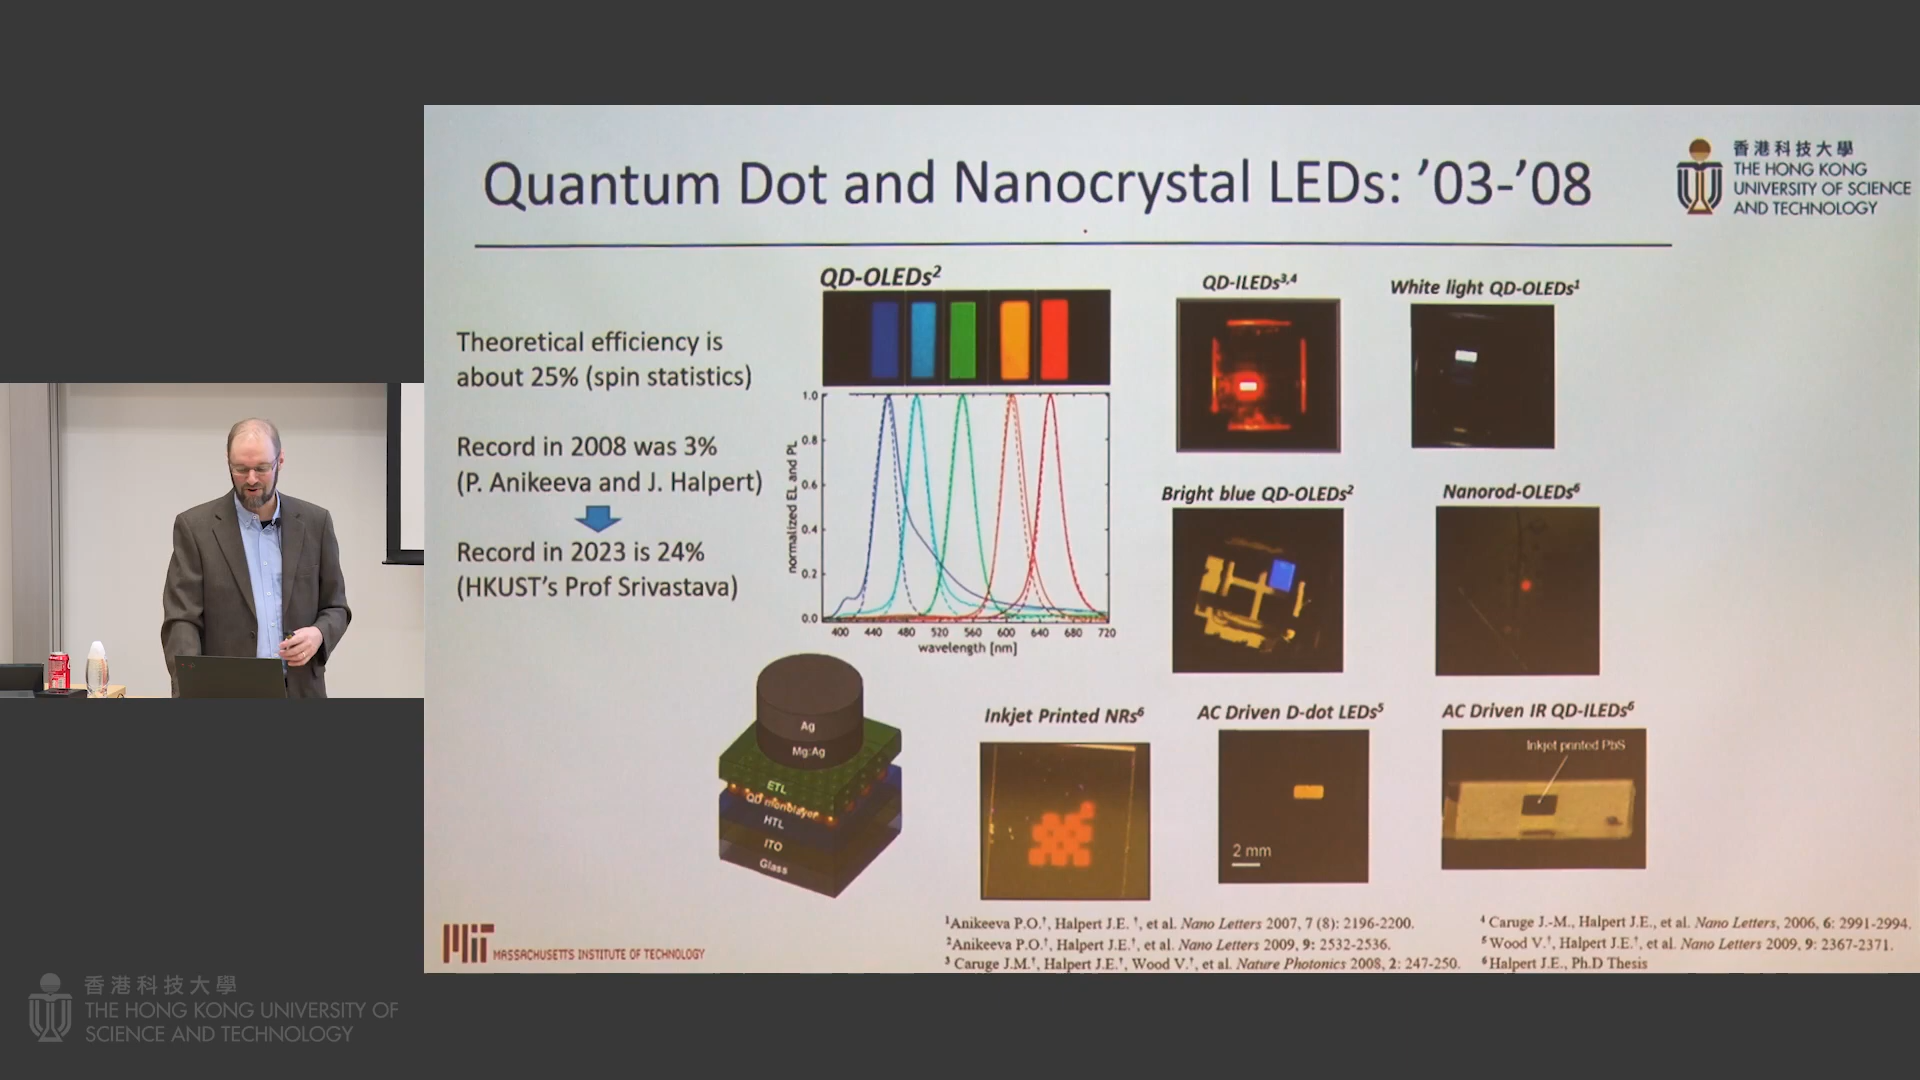 Quantum Dot and Nanocrystal LEDs: ’03-’08
香港科技大學
THE HONG KONG
UNIVERSITY OF SCIENCE
AND TECHNOLOGY
Theoretical efficiency is
about 25% (spin statistics)
Record in 2008 was 3%
(P. Anikeeva and J. Halpert)
Record in 2023 is 24%
(HKUST’s Prof Srivastava)
QD-OLEDs²
normalized EL and PL
1.0
0.8
0.6
0.4
0.2
0.0
400 440 480 520 560 600 640 680 720
wavelength [nm]
QD-ILEDs³,⁴
White light QD-OLEDs¹
Bright blue QD-OLEDs²
Nanorod-OLEDs⁶
Ag
Mg:Ag
ETL
QD monolayer
HTL
ITO
Glass
Inkjet Printed NRs⁶
AC Driven D-dot LEDs⁵
2 mm
AC Driven IR QD-ILEDs⁶
Inkjet printed PbS
MIT MASSACHUSETTS INSTITUTE OF TECHNOLOGY
¹Anikeeva P.O.†, Halpert J.E. †, et al. Nano Letters 2007, 7 (8): 2196-2200.
²Anikeeva P.O.†, Halpert J.E.†, et al. Nano Letters 2009, 9: 2532-2536.
³ Caruge J.M.†, Halpert J.E.†, Wood V.†, et al. Nature Photonics 2008, 2: 247-250.
⁴ Caruge J.-M., Halpert J.E., et al. Nano Letters, 2006, 6: 2991-2994.
⁵ Wood V.†, Halpert J.E.†, et al. Nano Letters 2009, 9: 2367-2371.
⁶ Halpert J.E., Ph.D Thesis
香港科技大學
THE HONG KONG UNIVERSITY OF
SCIENCE AND TECHNOLOGY